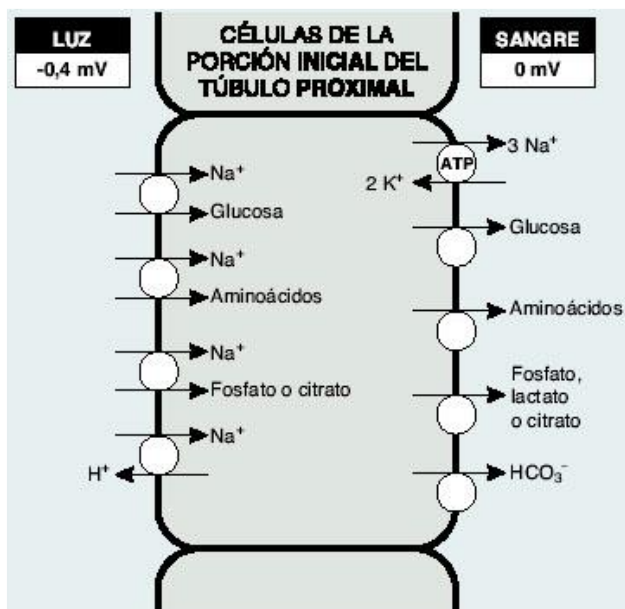 LUZ
-0,4 mV
CÉLULAS DE LA
PORCIÓN INICIAL DEL
TÚBULO PROXIMAL
SANGRE
0 mV
Na⁺
Glucosa
Na⁺
Aminoácidos
Na⁺
Fosfato o citrato
Na⁺
H⁺
3 Na⁺
ATP
2 K⁺
Glucosa
Aminoácidos
Fosfato,
lactato
o citrato
HCO₃⁻